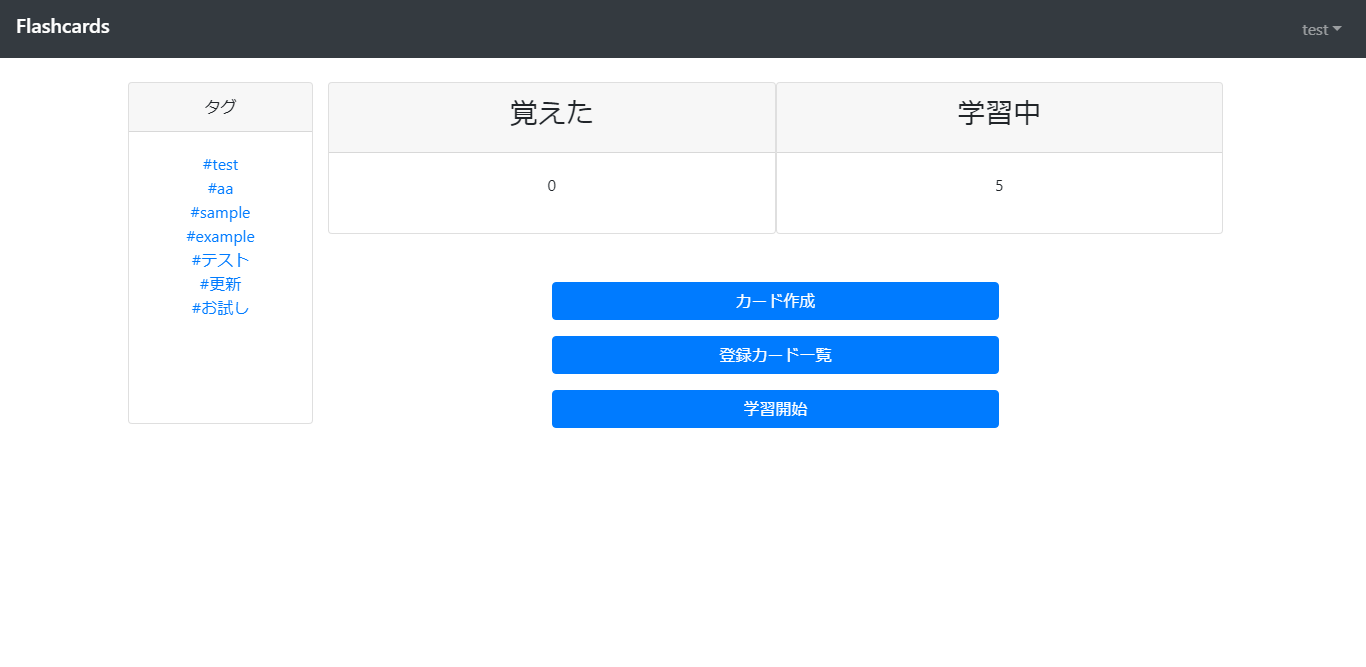 Flashcards
test
タグ
#test
#aa
#sample
#example
#テスト
#更新
#お試し
覚えた
学習中
0
5
カード作成
登録カード一覧
学習開始